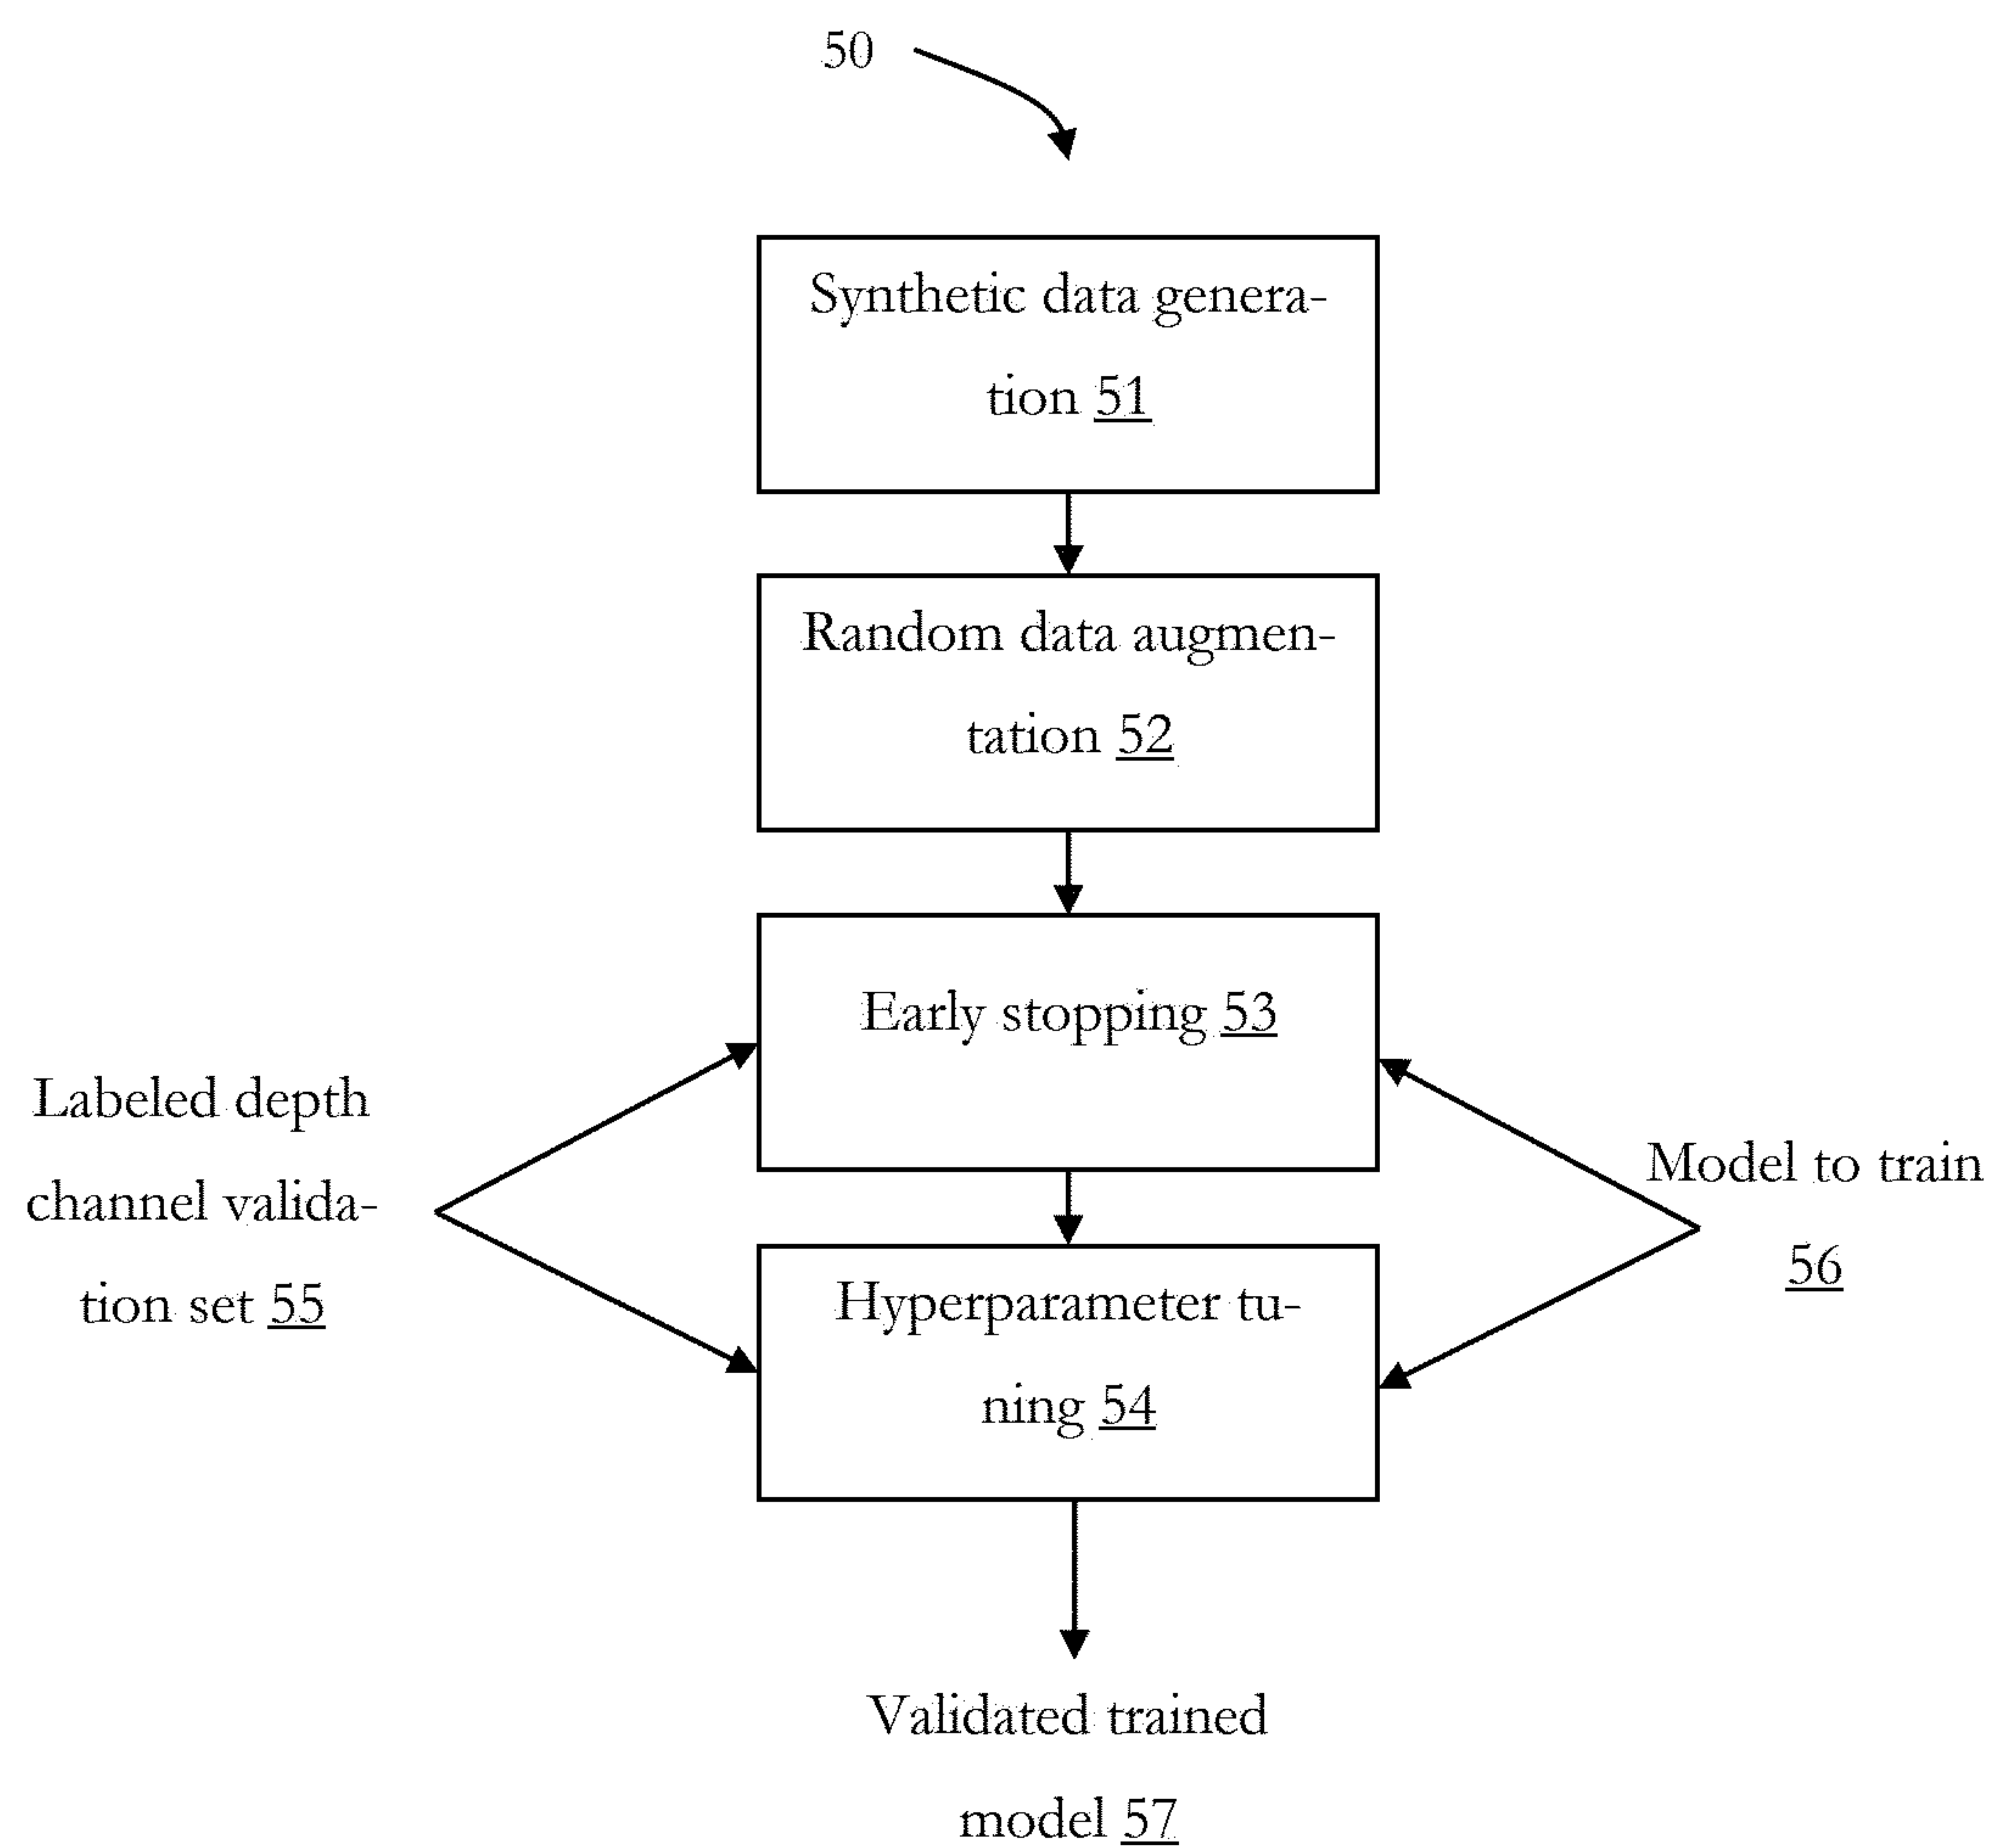 50
Synthetic data genera-
tion 51
Random data augmen-
tation 52
Early stopping 53
Labeled depth
channel valida-
tion set 55
Model to train
56
Hyperparameter tu-
ning 54
Validated trained
model 57